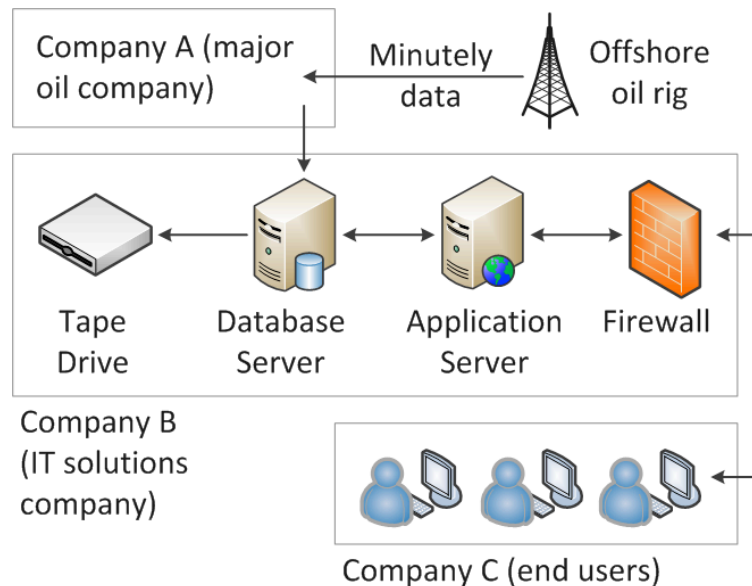 Company A (major
oil company)
Minutely
data
Offshore
oil rig
Tape
Drive
Database
Server
Application
Server
Firewall
Company B
(IT solutions
company)
Company C (end users)